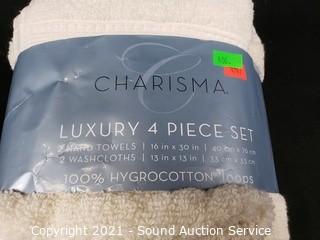 C
CHARISMA
LUXURY 4 PIECE SET
2 HAND TOWELS | 16 in x 30 in | 40 cm x 76 cm
2 WASHCLOTHS | 13 in x 13 in | 33 cm x 33 cm
100% HYGROCOTTON loops
Copyright 2021 - Sound Auction Service